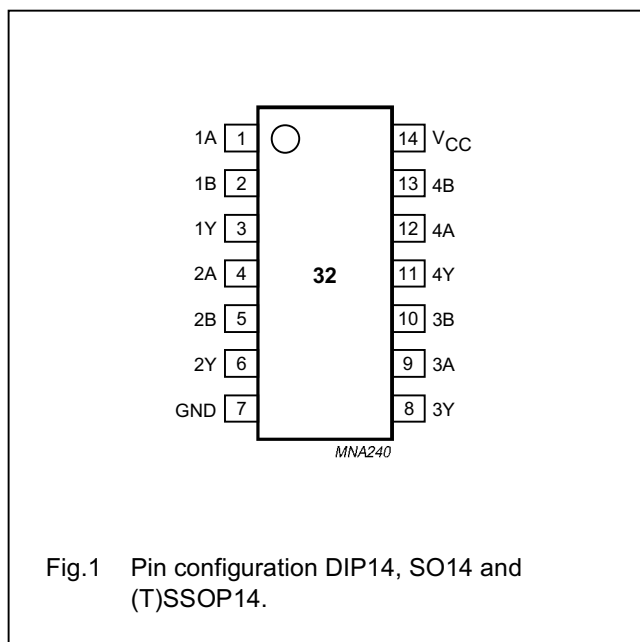 1A 1 14 VCC
1B 2 13 4B
1Y 3 12 4A
2A 4 32 11 4Y
2B 5 10 3B
2Y 6 9 3A
GND 7 8 3Y
MNA240
Fig.1 Pin configuration DIP14, SO14 and
(T)SSOP14.